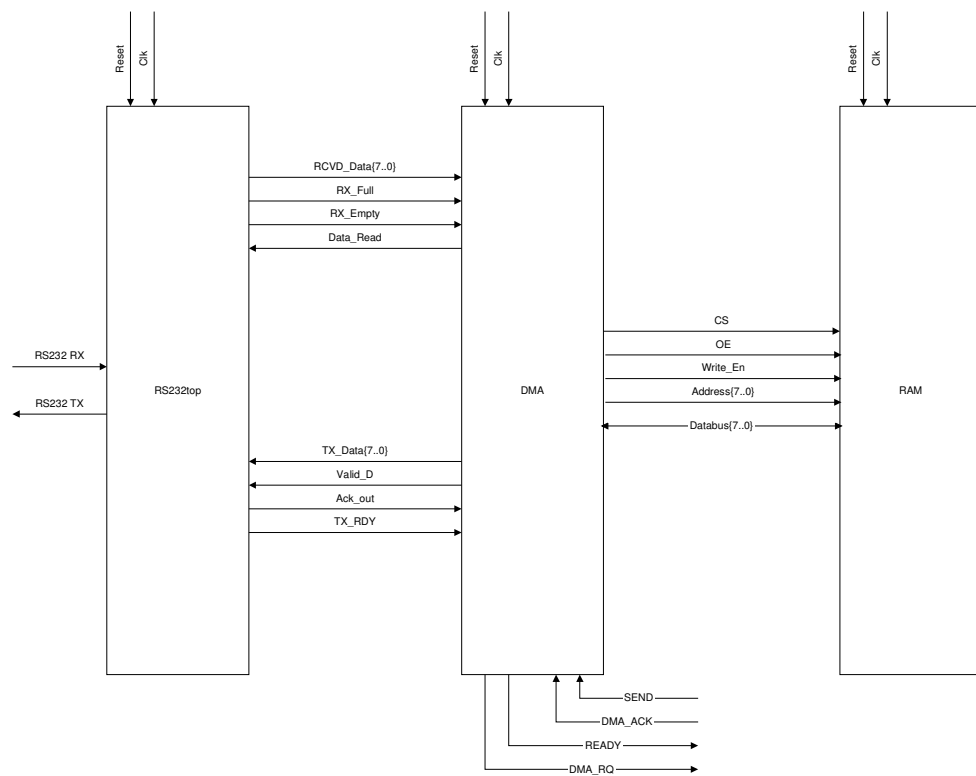 Reset
Clk
Reset
Clk
Reset
Clk
RCVD_Data{7..0}
RX_Full
RX_Empty
Data_Read
CS
OE
RS232 RX
Write_En
RS232top
DMA
Address{7..0}
RAM
RS232 TX
Databus{7..0}
TX_Data{7..0}
Valid_D
Ack_out
TX_RDY
SEND
DMA_ACK
READY
DMA_RQ